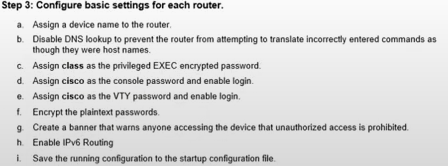 Step 3: Configure basic settings for each router.
a. Assign a device name to the router.
b. Disable DNS lookup to prevent the router from attempting to translate incorrectly entered commands as
though they were host names.
c. Assign class as the privileged EXEC encrypted password.
d. Assign cisco as the console password and enable login.
e. Assign cisco as the VTY password and enable login.
f. Encrypt the plaintext passwords.
g. Create a banner that warns anyone accessing the device that unauthorized access is prohibited.
h. Enable IPv6 Routing
i. Save the running configuration to the startup configuration file.